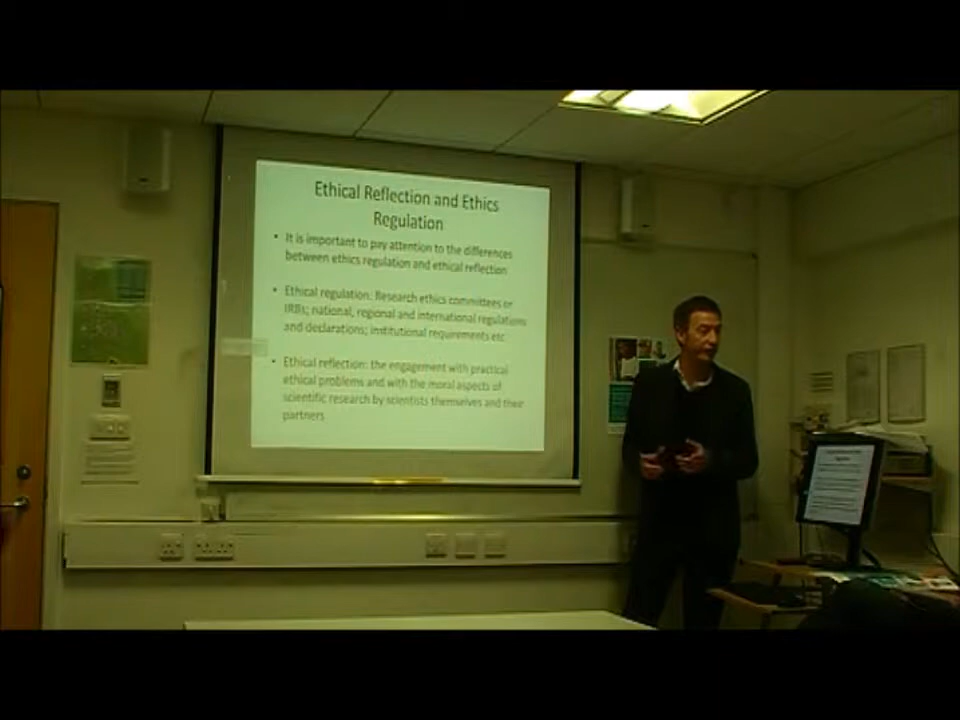 Ethical Reflection and Ethics
Regulation
• It is important to pay attention to the differences
between ethics regulation and ethical reflection
• Ethical regulation: Research ethics committees or
IRBs; national, regional and international regulations
and declarations; institutional requirements etc
• Ethical reflection: the engagement with practical
ethical problems and with the moral aspects of
scientific research by scientists themselves and their
partners